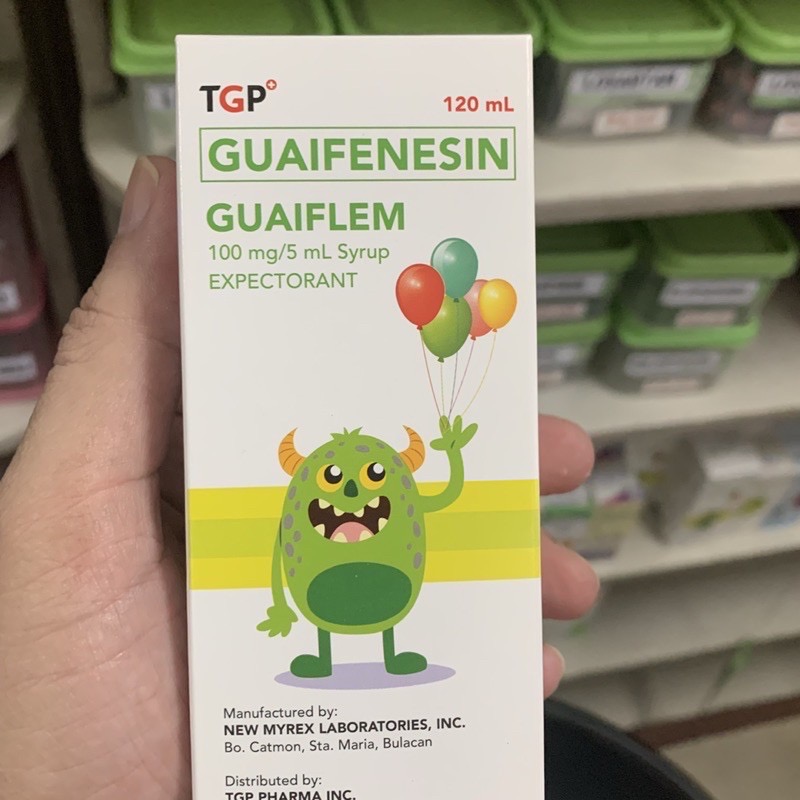 TGP
120 mL
GUAIFENESIN
GUAIFLEM
100 mg/5 mL Syrup
EXPECTORANT
Manufactured by:
NEW MYREX LABORATORIES, INC.
Bo. Catmon, Sta. Maria, Bulacan
Distributed by:
TGP PHARMA INC.